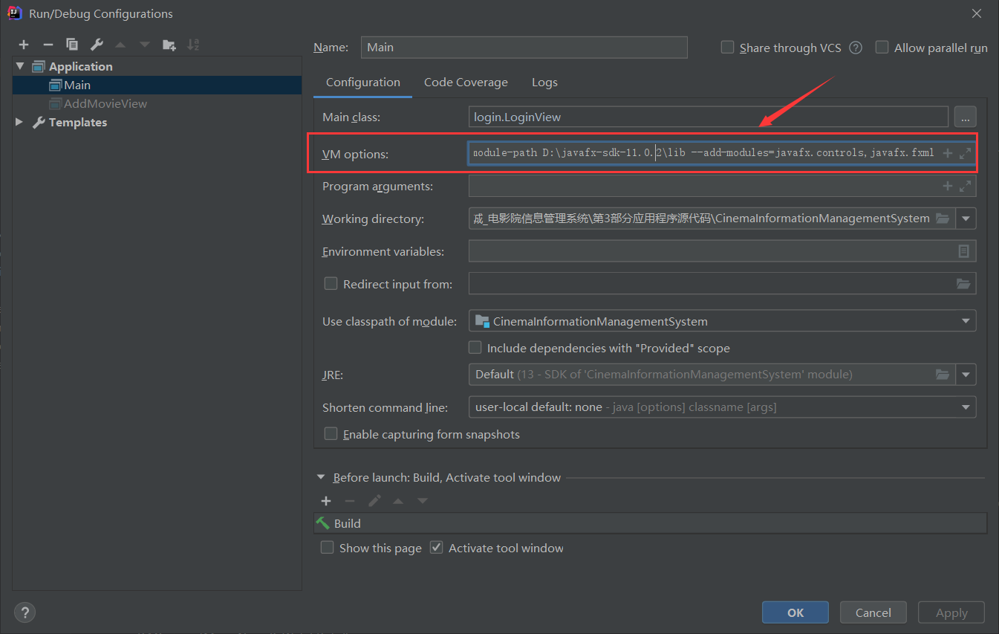 Run/Debug Configurations
Application
Main
AddMovieView
Templates
Name: Main
Share through VCS ? Allow parallel run
Configuration Code Coverage Logs
Main class: login.LoginView ...
VM options: module-path D:\javafx-sdk-11.0.2\lib --add-modules=javafx.controls,javafx.fxml
Program arguments:
Working directory: 成_电影院信息管理系统\第3部分应用程序源代码\CinemaInformationManagementSystem
Environment variables:
Redirect input from:
Use classpath of module: CinemaInformationManagementSystem
Include dependencies with "Provided" scope
JRE: Default (13 - SDK of 'CinemaInformationManagementSystem' module)
Shorten command line: user-local default: none - java [options] classname [args]
Enable capturing form snapshots
Before launch: Build, Activate tool window
Build
Show this page Activate tool window
? OK Cancel Apply